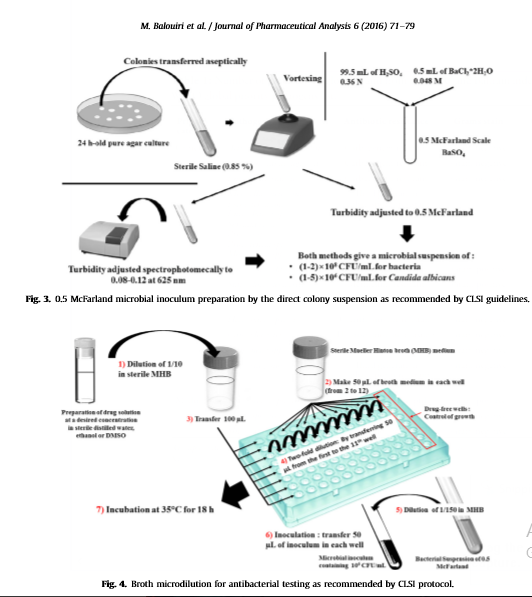 M. Balouiri et al. / Journal of Pharmaceutical Analysis 6 (2016) 71–79
Colonies transferred aseptically
Vortexing
24 h-old pure agar culture
Sterile Saline (0.85 %)
99.5 mL of H₂SO₄
0.36 N
0.5 mL of BaCl₂*2H₂O
0.048 M
0.5 McFarland Scale
BaSO₄
Turbidity adjusted to 0.5 McFarland
Turbidity adjusted spectrophotomecally to
0.08-0.12 at 625 nm
Both methods give a microbial suspension of :
• (1-2)×10⁸ CFU/mL for bacteria
• (1-5)×10⁶ CFU/mL for Candida albicans
Fig. 3. 0.5 McFarland microbial inoculum preparation by the direct colony suspension as recommended by CLSI guidelines.
1) Dilution of 1/10
in sterile MHB
Preparation of drug solution
at a desired concentration
in sterile distilled water,
ethanol or DMSO
3) Transfer 100 µL
Sterile Mueller Hinton broth (MHB) medium
2) Make 50 µL of broth medium in each well
(from 2 to 12)
Drug-free wells :
Control of growth
4) Two-fold dilution: By transferring 50
µL from the first to the 11th well
7) Incubation at 35°C for 18 h
5) Dilution of 1/150 in MHB
6) Inoculation : transfer 50
µL of inoculum in each well
Microbial inoculum
containing CFU/mL
Bacterial Suspension of 0.5
McFarland
Fig. 4. Broth microdilution for antibacterial testing as recommended by CLSI protocol.